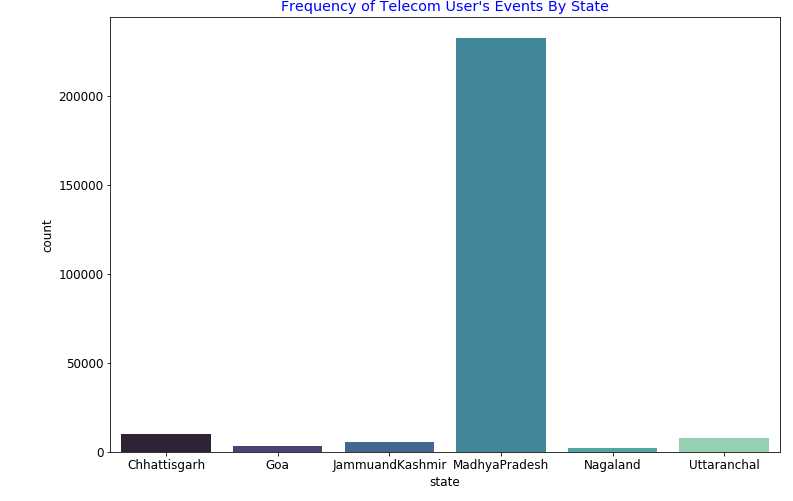 Frequency of Telecom User's Events By State
count
200000
150000
100000
50000
0
Chhattisgarh Goa JammuandKashmir MadhyaPradesh Nagaland Uttaranchal
state